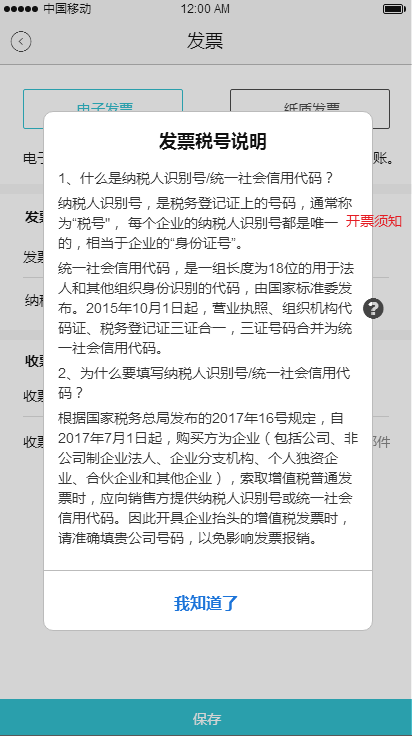 中国移动 12:00 AM
发票
电子发票 纸质发票
电子 账。
发票税号说明
1、什么是纳税人识别号/统一社会信用代码？
纳税人识别号，是税务登记证上的号码，通常称
为“税号”， 每个企业的纳税人识别号都是唯一
的，相当于企业的“身份证号”。
发票 开票须知
发票
统一社会信用代码，是一组长度为18位的用于法
人和其他组织身份识别的代码，由国家标准委发
布。2015年10月1日起，营业执照、组织机构代
码证、税务登记证三证合一，三证号码合并为统
一社会信用代码。
纳税 ?
2、为什么要填写纳税人识别号/统一社会信用代
码？
收票
收票
根据国家税务总局发布的2017年16号规定，自
2017年7月1日起，购买方为企业（包括公司、非
公司制企业法人、企业分支机构、个人独资企
业、合伙企业和其他企业），索取增值税普通发
票时，应向销售方提供纳税人识别号或统一社会
信用代码。因此开具企业抬头的增值税发票时，
请准确填贵公司号码，以免影响发票报销。
收票 邮件
我知道了
保存